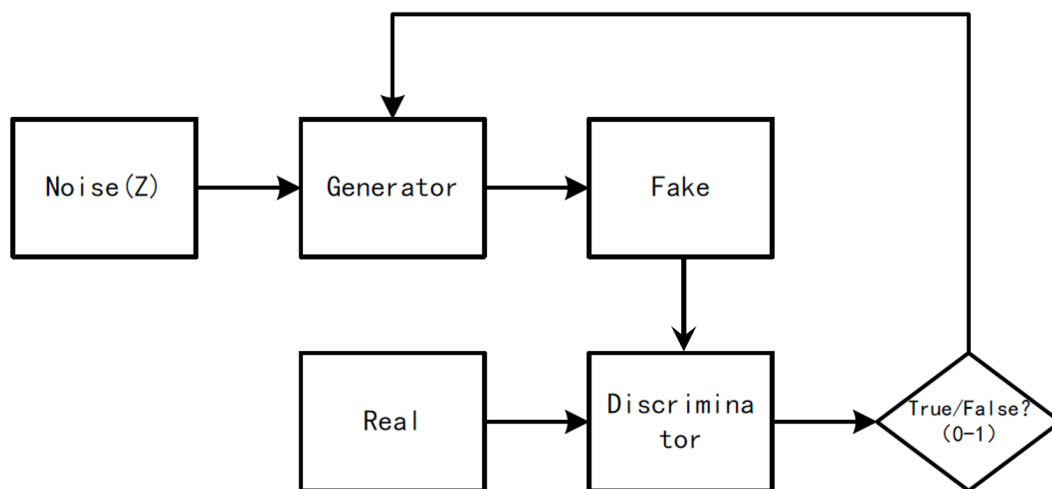 Noise(Z)
Generator
Fake
Real
Discrimina
tor
True/False?
(0-1)